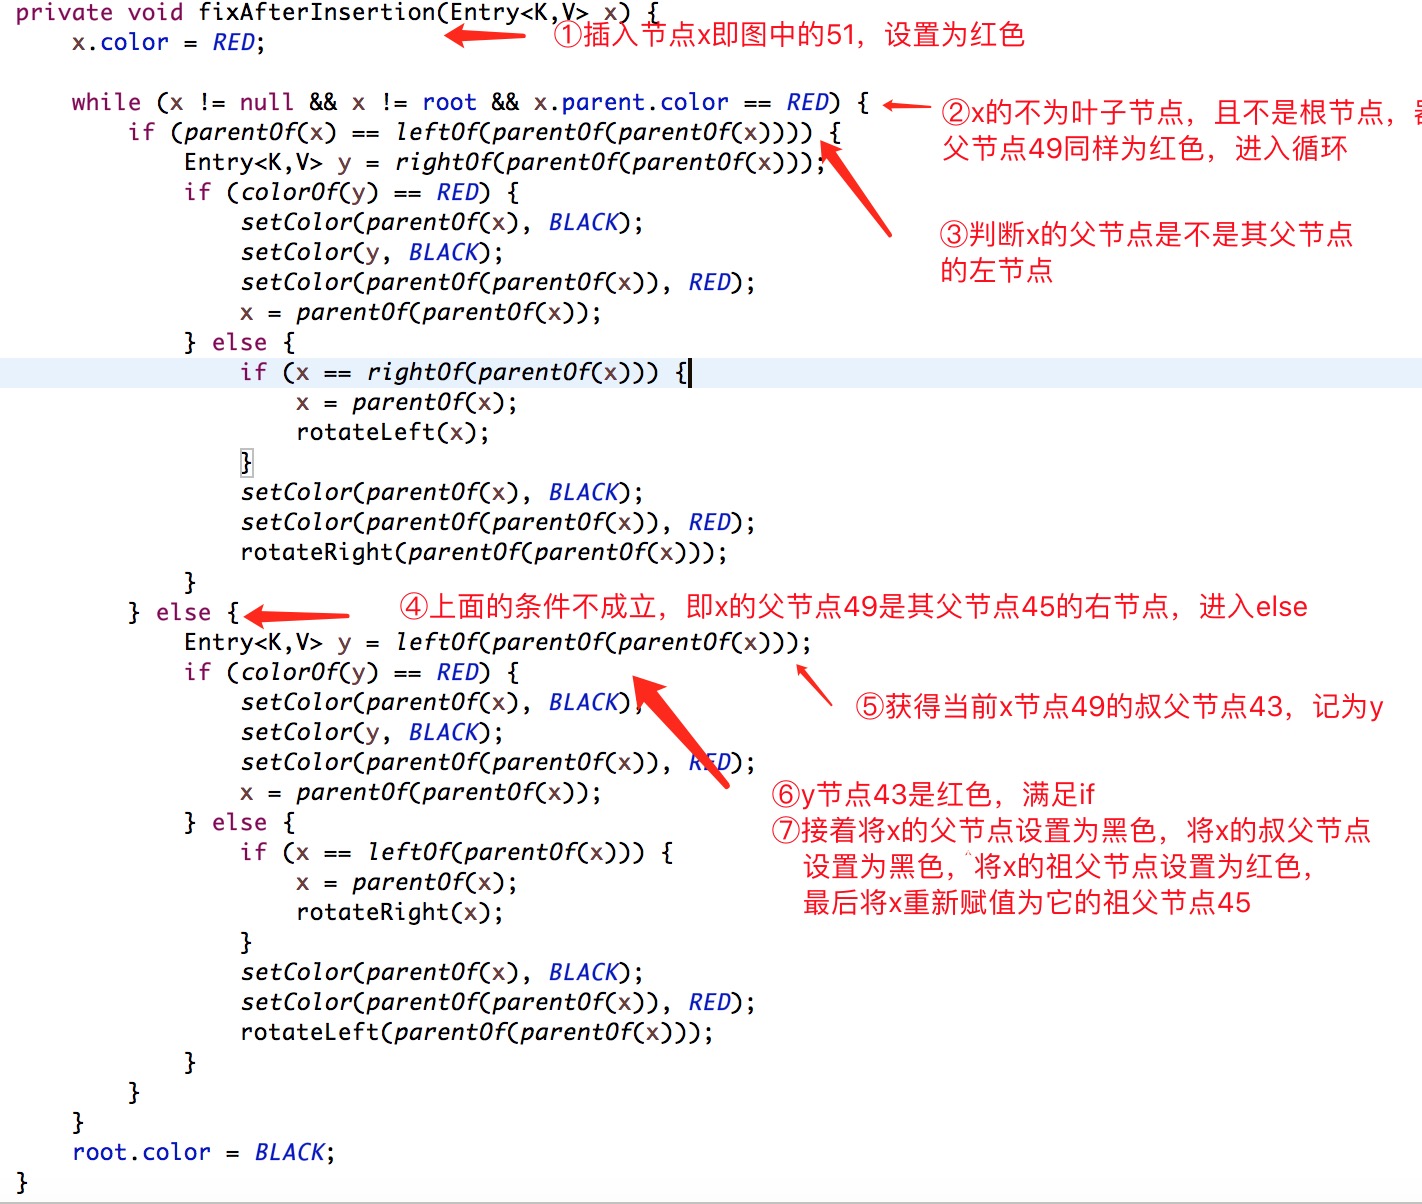 private void fixAfterInsertion(Entry<K,V> x) {
①插入节点x即图中的51，设置为红色
x.color = RED;
while (x != null && x != root && x.parent.color == RED) {
②x的不为叶子节点，且不是根节点，
父节点49同样为红色，进入循环
if (parentOf(x) == leftOf(parentOf(parentOf(x)))) {
Entry<K,V> y = rightOf(parentOf(parentOf(x)));
if (colorOf(y) == RED) {
setColor(parentOf(x), BLACK);
③判断x的父节点是不是其父节点
的左节点
setColor(y, BLACK);
setColor(parentOf(parentOf(x)), RED);
x = parentOf(parentOf(x));
} else {
if (x == rightOf(parentOf(x))) {
x = parentOf(x);
rotateLeft(x);
}
setColor(parentOf(x), BLACK);
setColor(parentOf(parentOf(x)), RED);
rotateRight(parentOf(parentOf(x)));
}
} else {
④上面的条件不成立，即x的父节点49是其父节点45的右节点，进入else
Entry<K,V> y = leftOf(parentOf(parentOf(x)));
if (colorOf(y) == RED) {
setColor(parentOf(x), BLACK);
⑤获得当前x节点49的叔父节点43，记为y
setColor(y, BLACK);
setColor(parentOf(parentOf(x)), RED);
x = parentOf(parentOf(x));
⑥y节点43是红色，满足if
⑦接着将x的父节点设置为黑色，将x的叔父节点
设置为黑色，将x的祖父节点设置为红色，
最后将x重新赋值为它的祖父节点45
} else {
if (x == leftOf(parentOf(x))) {
x = parentOf(x);
rotateRight(x);
}
setColor(parentOf(x), BLACK);
setColor(parentOf(parentOf(x)), RED);
rotateLeft(parentOf(parentOf(x)));
}
}
}
root.color = BLACK;
}